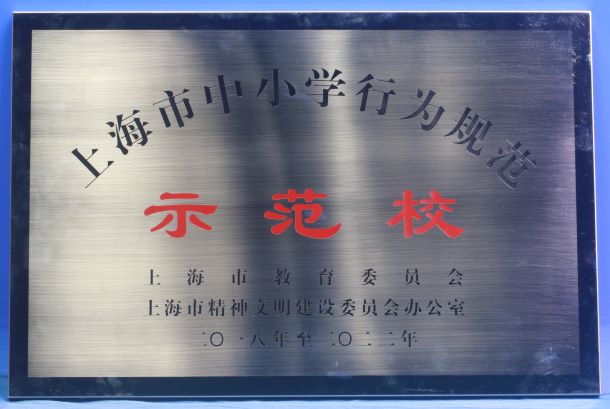 上海市中小学行为规范
示范校
上海市教育委员会
上海市精神文明建设委员会办公室
二〇一八年至二〇二二年